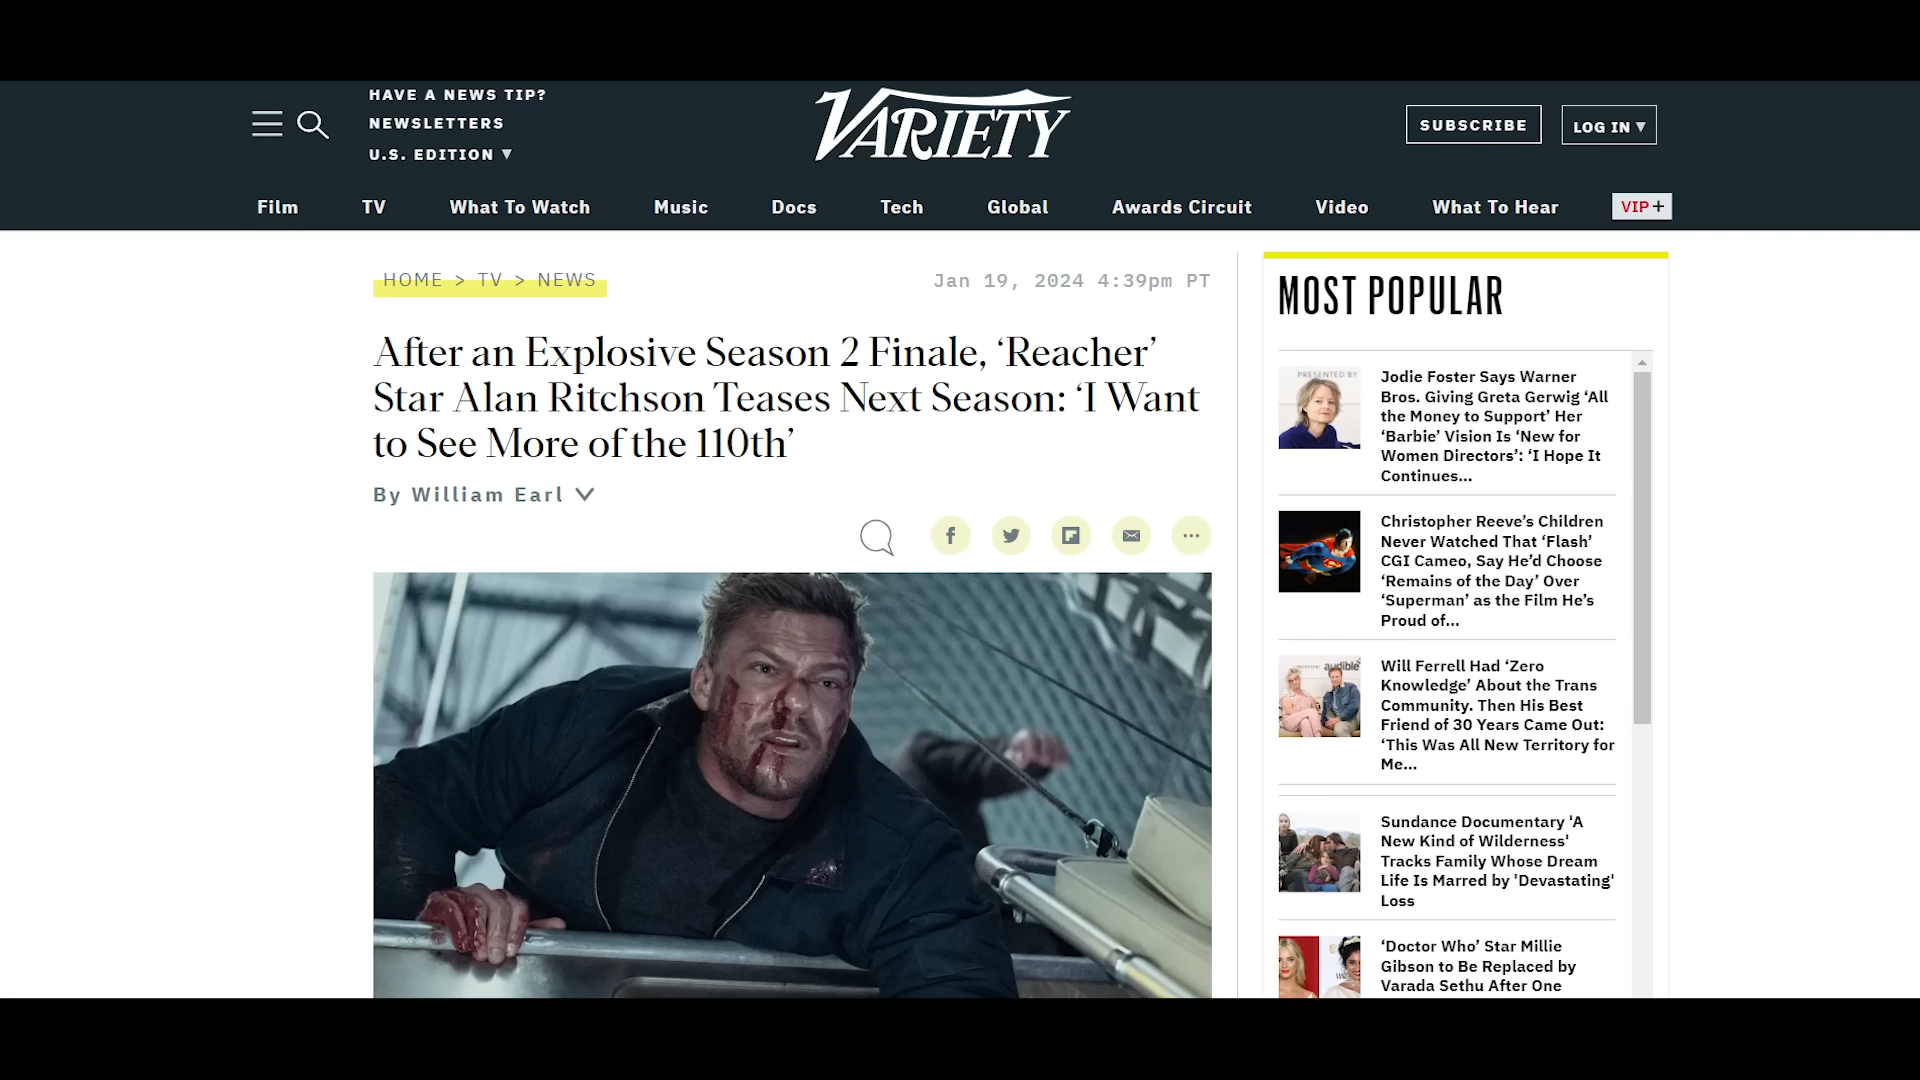 HAVE A NEWS TIP?
NEWSLETTERS
U.S. EDITION ▼
VARIETY
SUBSCRIBE
LOG IN ▼
Film TV What To Watch Music Docs Tech Global Awards Circuit Video What To Hear VIP+
HOME > TV > NEWS
Jan 19, 2024 4:39pm PT
After an Explosive Season 2 Finale, ‘Reacher’
Star Alan Ritchson Teases Next Season: ‘I Want
to See More of the 110th’
By William Earl
MOST POPULAR
PRESENTED BY
Jodie Foster Says Warner
Bros. Giving Greta Gerwig ‘All
the Money to Support’ Her
‘Barbie’ Vision Is ‘New for
Women Directors’: ‘I Hope It
Continues...
Christopher Reeve’s Children
Never Watched That ‘Flash’
CGI Cameo, Say He’d Choose
‘Remains of the Day’ Over
‘Superman’ as the Film He’s
Proud of...
audible
Will Ferrell Had ‘Zero
Knowledge’ About the Trans
Community. Then His Best
Friend of 30 Years Came Out:
‘This Was All New Territory for
Me...
Sundance Documentary 'A
New Kind of Wilderness'
Tracks Family Whose Dream
Life Is Marred by 'Devastating'
Loss
‘Doctor Who’ Star Millie
Gibson to Be Replaced by
Varada Sethu After One